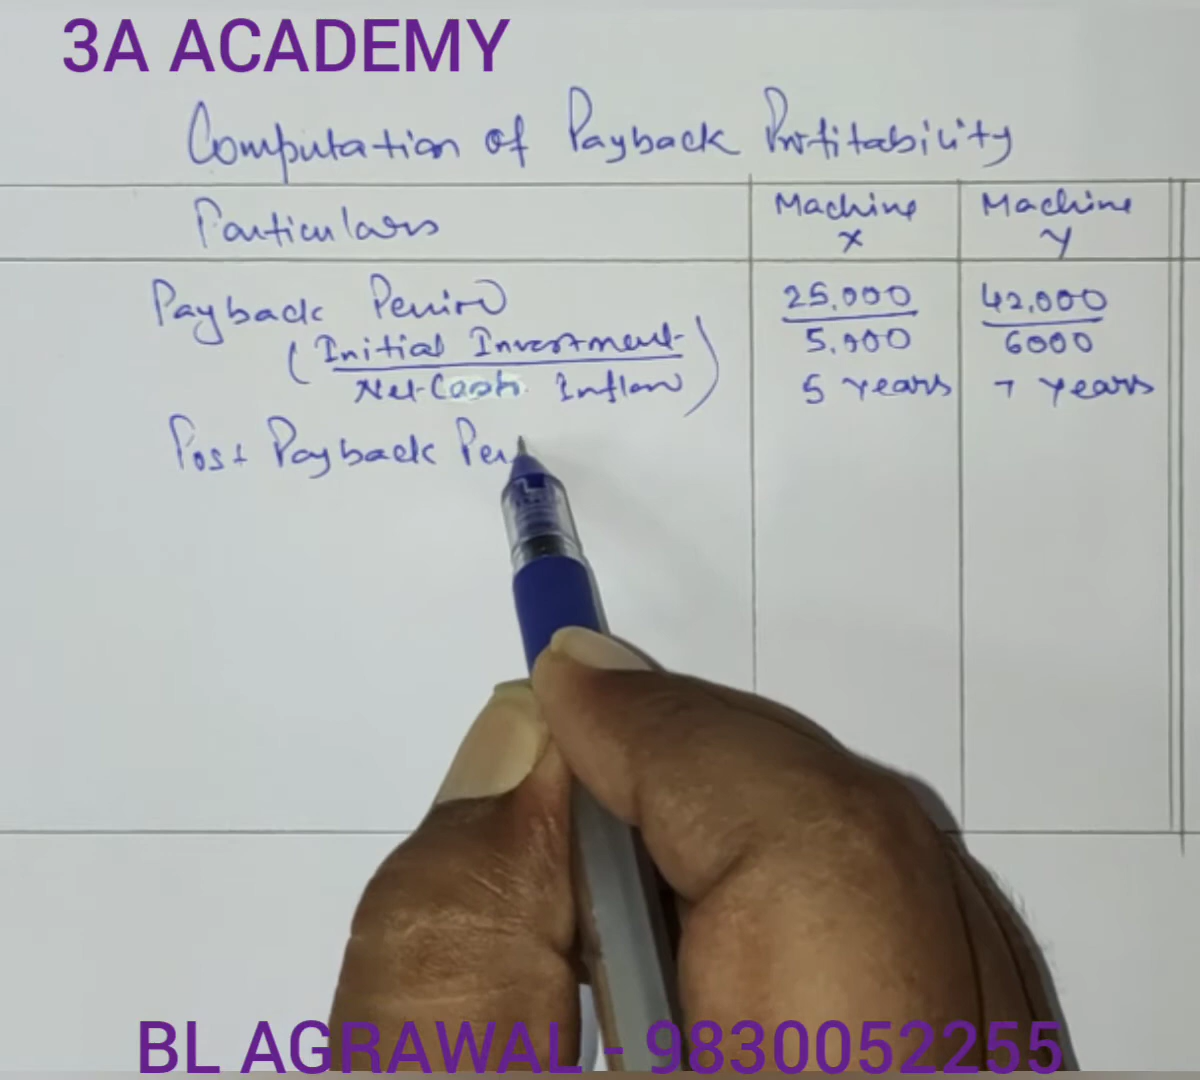 3A ACADEMY
Computation of Payback Profitability
Particulars Machine X Machine Y
Payback Period 25,000 42,000
(Initial Investment 5,000 6000
Net Cash Inflow) 5 Years 7 Years
Post Payback Per
BL AGRAWAL - 9830052255